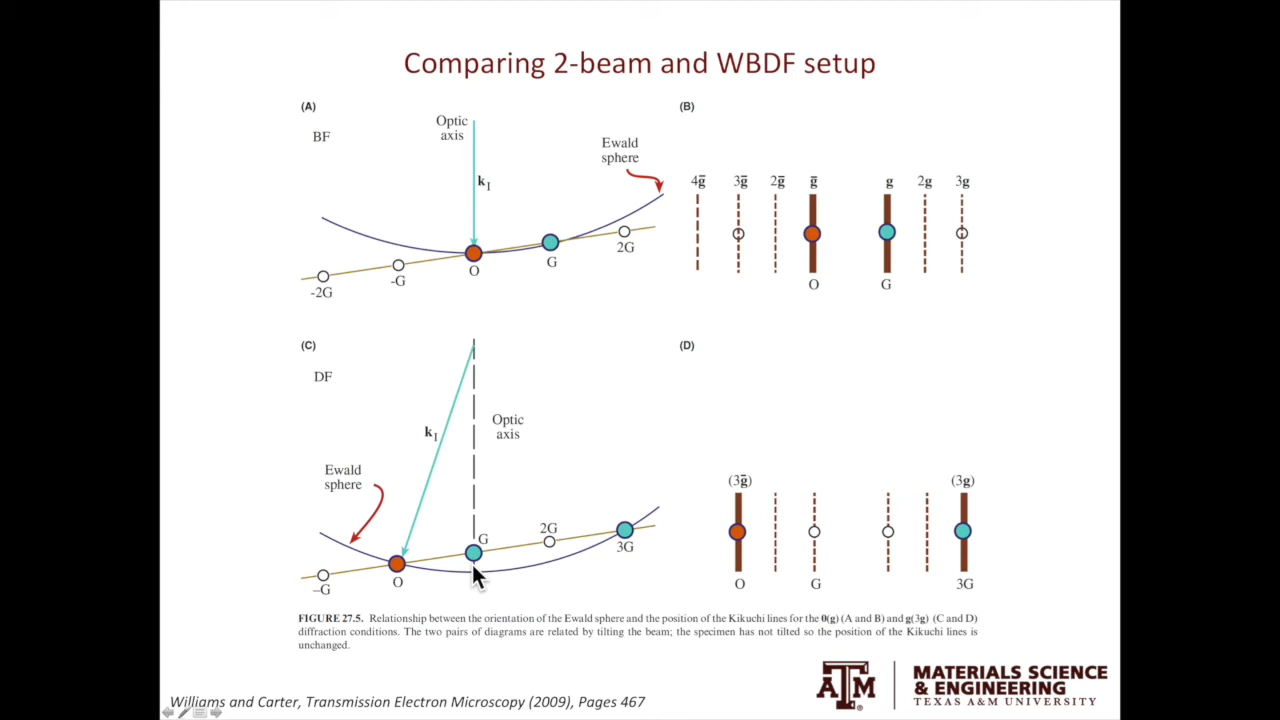 Comparing 2-beam and WBDF setup
(A)
BF
Optic
axis
k_I
Ewald
sphere
O
G
2G
-G
-2G
(B)
4g̅ 3g̅ 2g̅ g̅ g 2g 3g
O G
(C)
DF
k_I
Optic
axis
Ewald
sphere
G
2G
3G
O
–G
(D)
(3g̅) (3g)
O G 3G
FIGURE 27.5. Relationship between the orientation of the Ewald sphere and the position of the Kikuchi lines for the 0(g) (A and B) and g(3g) (C and D)
diffraction conditions. The two pairs of diagrams are related by tilting the beam; the specimen has not tilted so the position of the Kikuchi lines is
unchanged.
Williams and Carter, Transmission Electron Microscopy (2009), Pages 467
ATM
MATERIALS SCIENCE
& ENGINEERING
TEXAS A&M UNIVERSITY